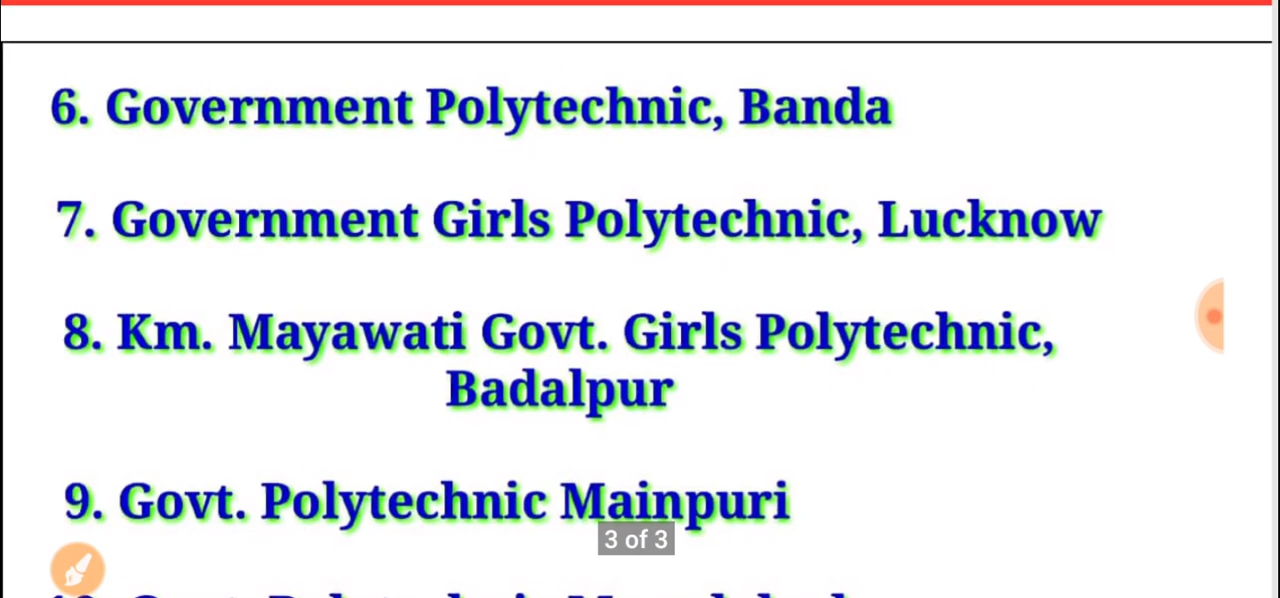 6. Government Polytechnic, Banda
7. Government Girls Polytechnic, Lucknow
8. Km. Mayawati Govt. Girls Polytechnic,
Badalpur
9. Govt. Polytechnic Mainpuri
3 of 3